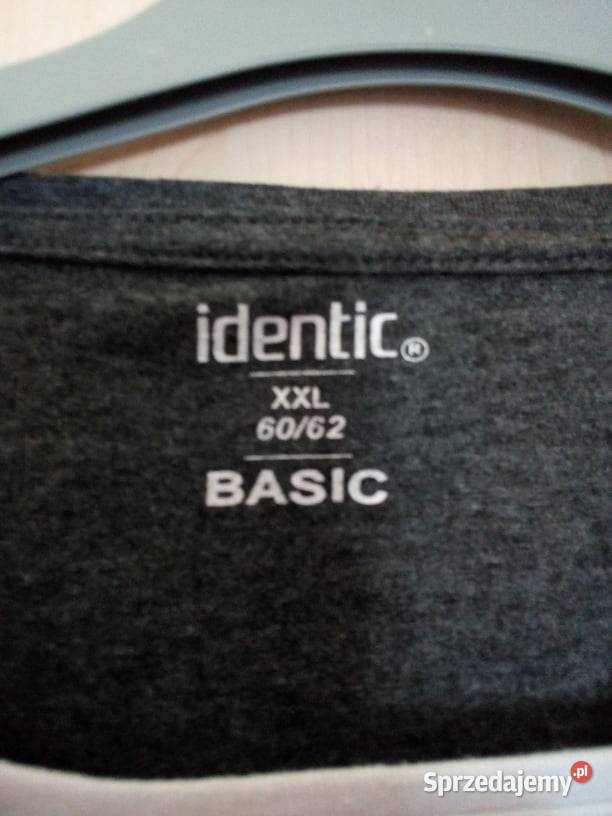 identic®
XXL
60/62
BASIC
Sprzedajemy.pl